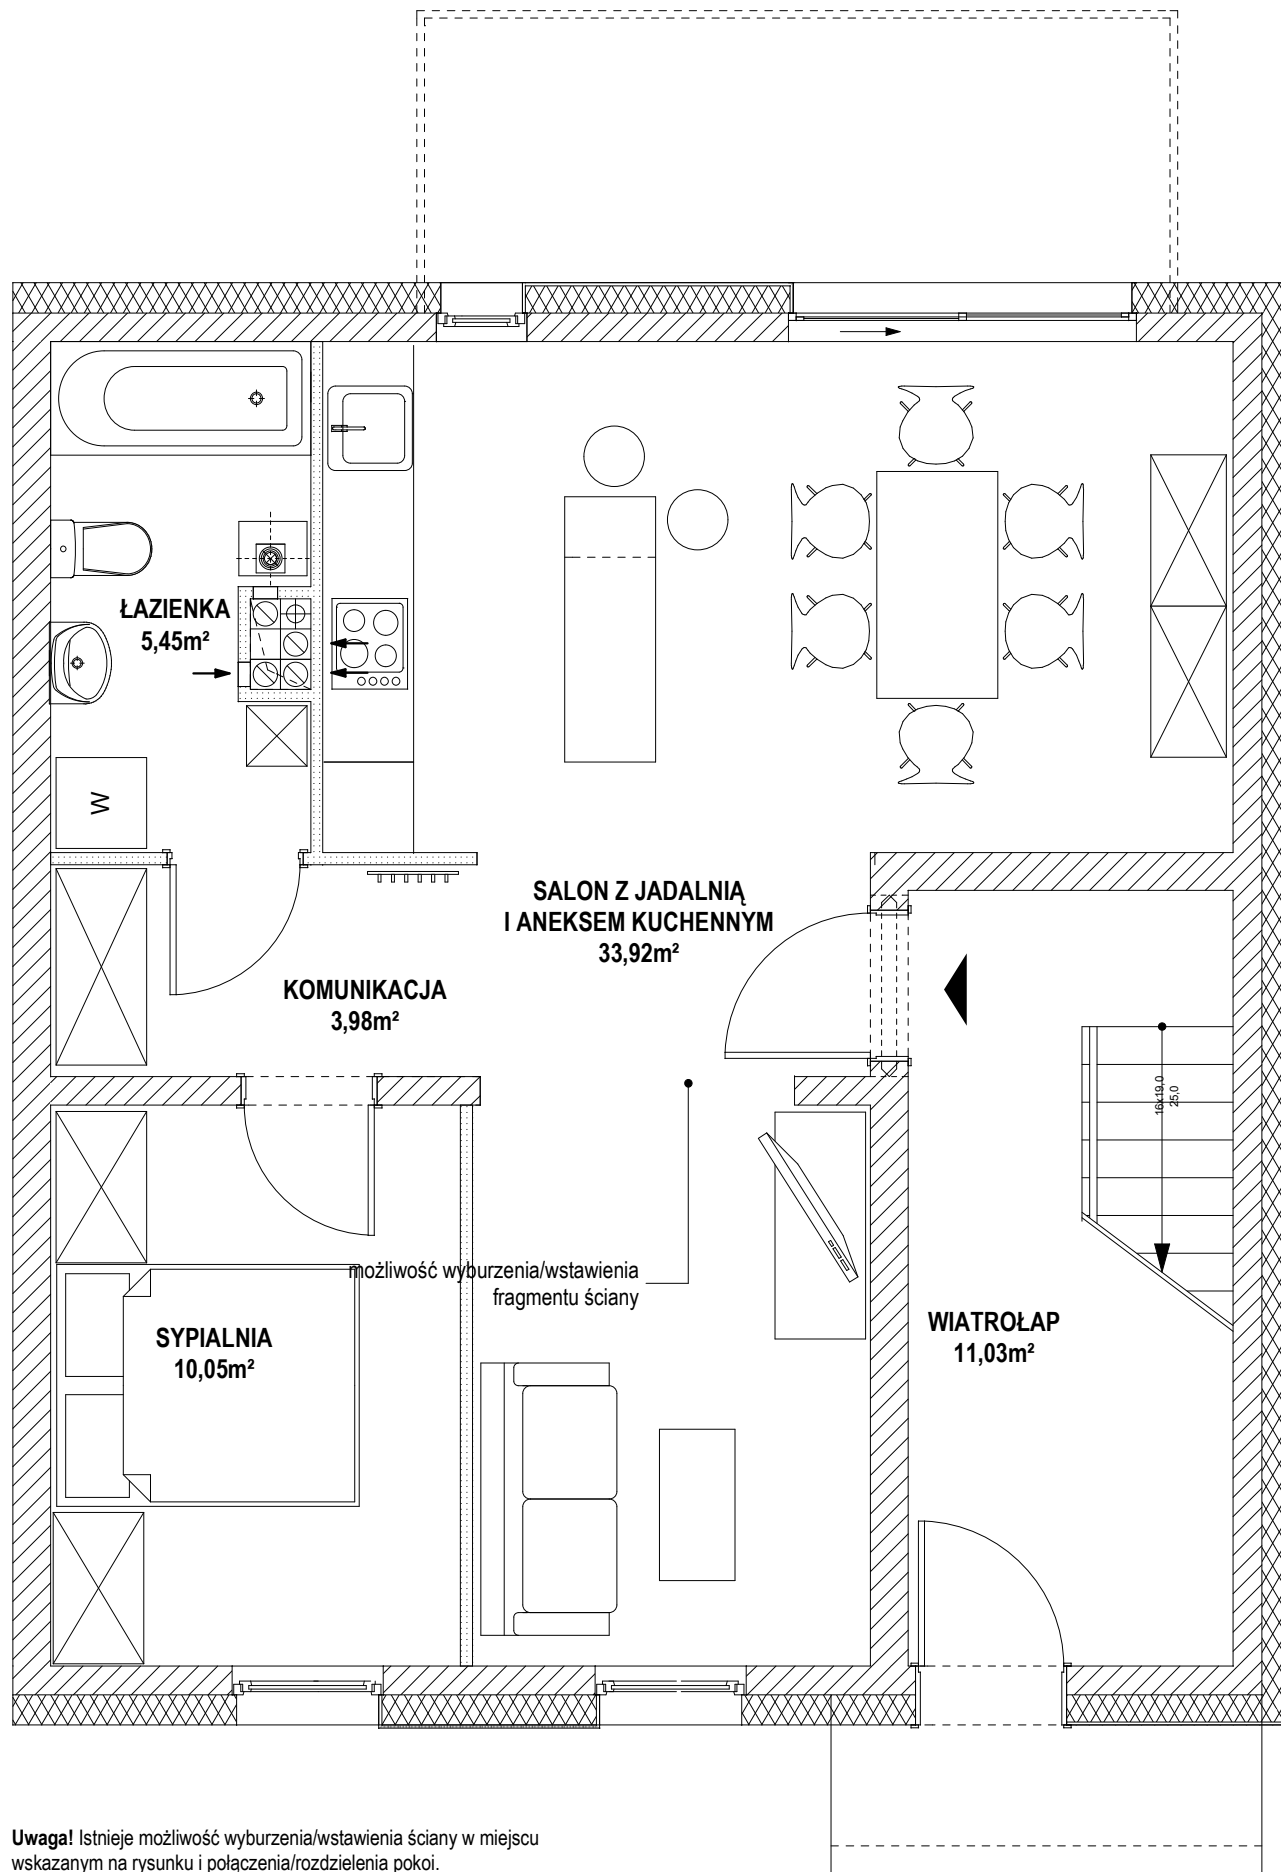 ŁAZIENKA
5,45m²
W
SALON Z JADALNIĄ
I ANEKSEM KUCHENNYM
33,92m²
KOMUNIKACJA
3,98m²
16x19,0
25,0
możliwość wyburzenia/wstawienia
fragmentu ściany
SYPIALNIA
10,05m²
WIATROŁAP
11,03m²
Uwaga! Istnieje możliwość wyburzenia/wstawienia ściany w miejscu
wskazanym na rysunku i połączenia/rozdzielenia pokoi.